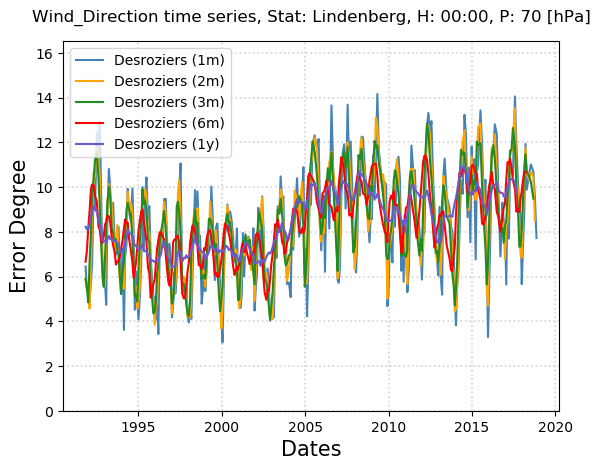 Wind_Direction time series, Stat: Lindenberg, H: 00:00, P: 70 [hPa]
16
14
12
10
8
6
4
2
0
Error Degree
Desroziers (1m)
Desroziers (2m)
Desroziers (3m)
Desroziers (6m)
Desroziers (1y)
1995
2000
2005
2010
2015
2020
Dates